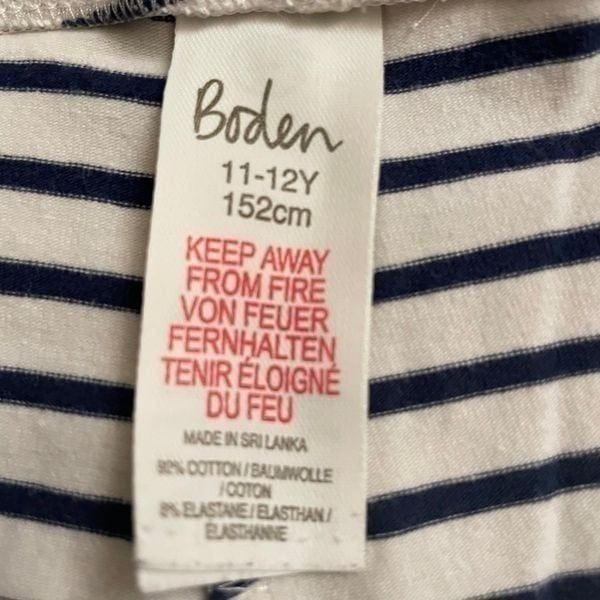 Boden
11-12Y
152cm
KEEP AWAY
FROM FIRE
VON FEUER
FERNHALTEN
TENIR ÉLOIGNÉ
DU FEU
MADE IN SRI LANKA
92% COTTON / BAUMWOLLE
/ COTON
8% ELASTANE / ELASTHAN /
ÉLASTHANNE